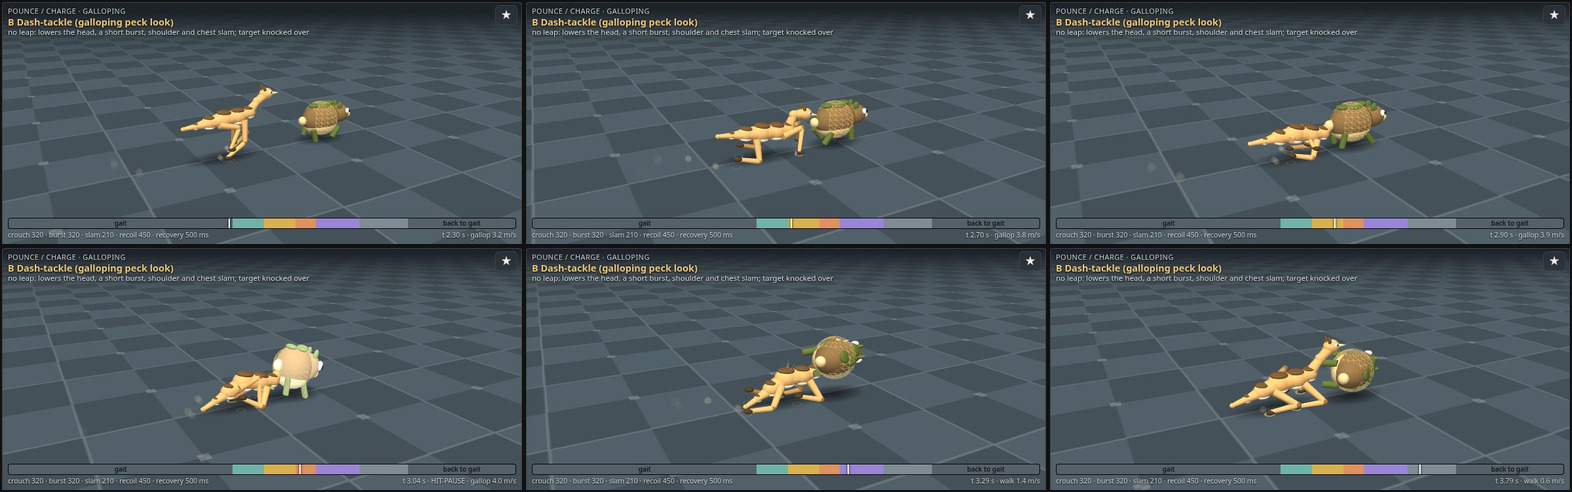 POUNCE / CHARGE - GALLOPING
B Dash-tackle (galloping peck look)
no leap: lowers the head, a short burst, shoulder and chest slam; target knocked over
gait
back to gait
crouch 320 · burst 320 · slam 210 · recoil 450 · recovery 500 ms
t 2.30 s · gallop 3.2 m/s
POUNCE / CHARGE - GALLOPING
B Dash-tackle (galloping peck look)
no leap: lowers the head, a short burst, shoulder and chest slam; target knocked over
gait
back to gait
crouch 320 · burst 320 · slam 210 · recoil 450 · recovery 500 ms
t 2.70 s · gallop 3.8 m/s
POUNCE / CHARGE - GALLOPING
B Dash-tackle (galloping peck look)
no leap: lowers the head, a short burst, shoulder and chest slam; target knocked over
gait
back to gait
crouch 320 · burst 320 · slam 210 · recoil 450 · recovery 500 ms
t 2.90 s · gallop 3.9 m/s
POUNCE / CHARGE - GALLOPING
B Dash-tackle (galloping peck look)
no leap: lowers the head, a short burst, shoulder and chest slam; target knocked over
gait
back to gait
crouch 320 · burst 320 · slam 210 · recoil 450 · recovery 500 ms
t 3.04 s · HIT-PAUSE · gallop 4.0 m/s
POUNCE / CHARGE - GALLOPING
B Dash-tackle (galloping peck look)
no leap: lowers the head, a short burst, shoulder and chest slam; target knocked over
gait
back to gait
crouch 320 · burst 320 · slam 210 · recoil 450 · recovery 500 ms
t 3.29 s · walk 1.4 m/s
POUNCE / CHARGE - GALLOPING
B Dash-tackle (galloping peck look)
no leap: lowers the head, a short burst, shoulder and chest slam; target knocked over
gait
back to gait
crouch 320 · burst 320 · slam 210 · recoil 450 · recovery 500 ms
t 3.79 s · walk 0.6 m/s